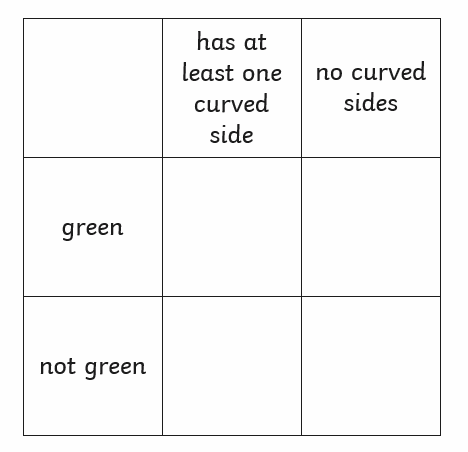 has at
least one
curved
side
no curved
sides
green
not green